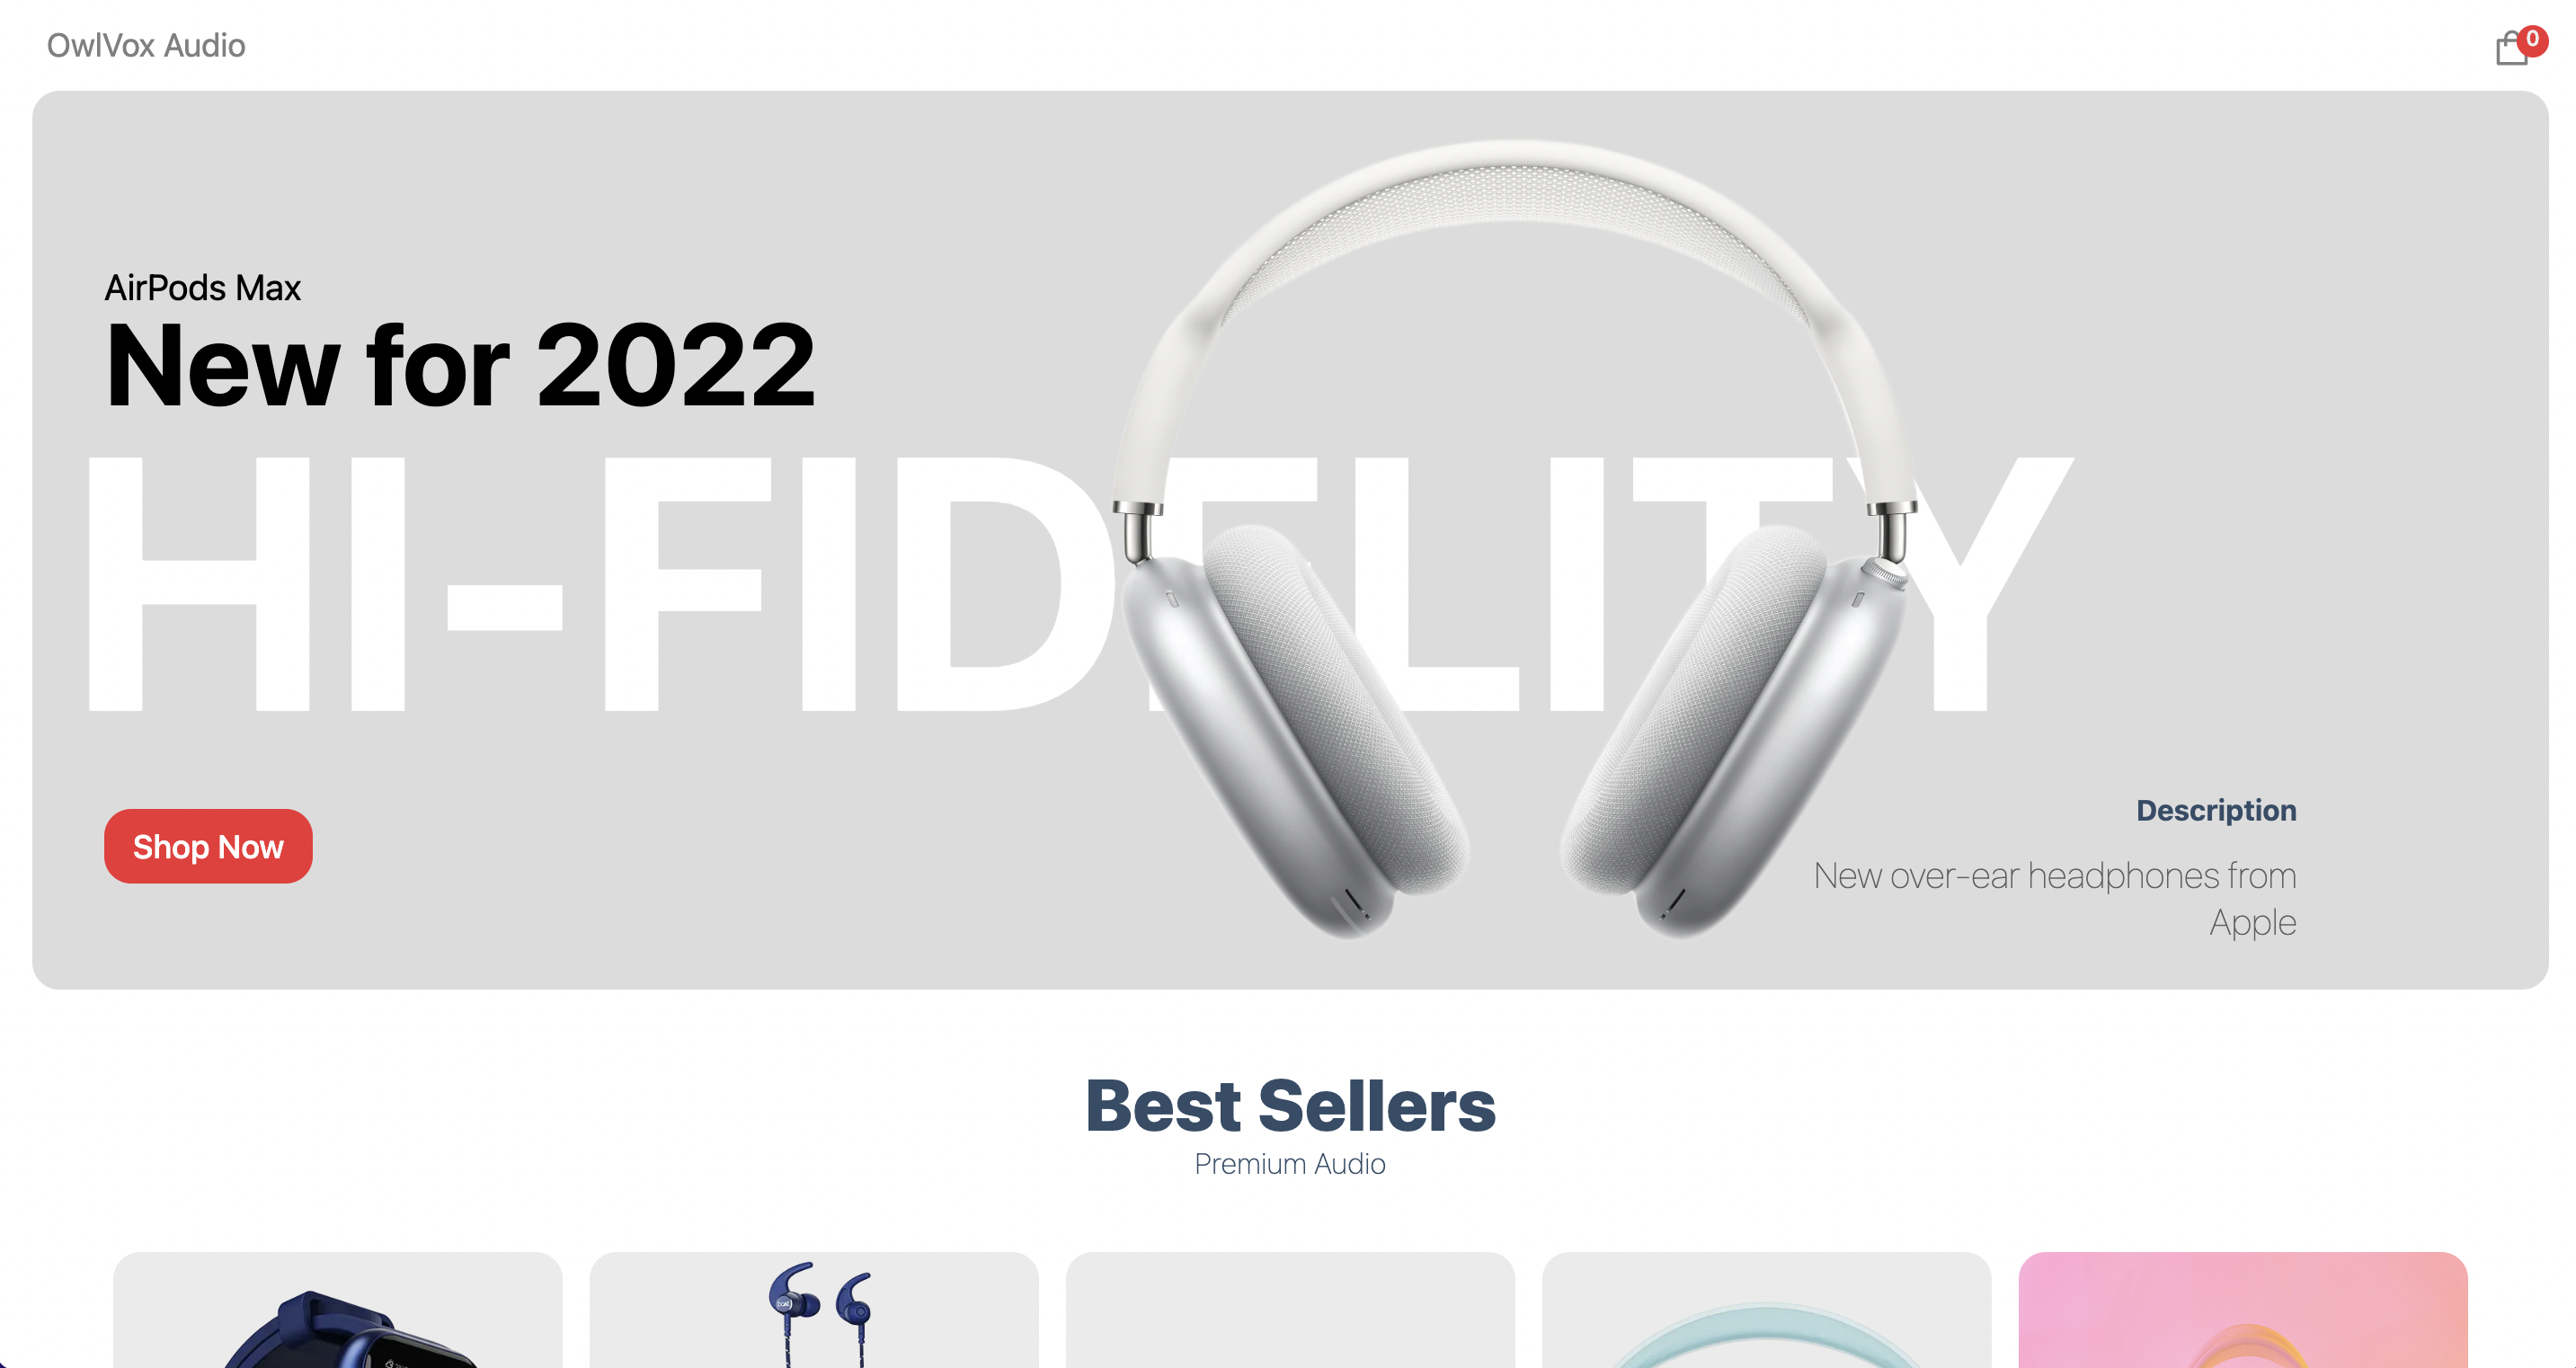 OwlVox Audio
0
AirPods Max
New for 2022
HI-FIDELITY
Shop Now
Description
New over-ear headphones from
Apple
Best Sellers
Premium Audio
boAt